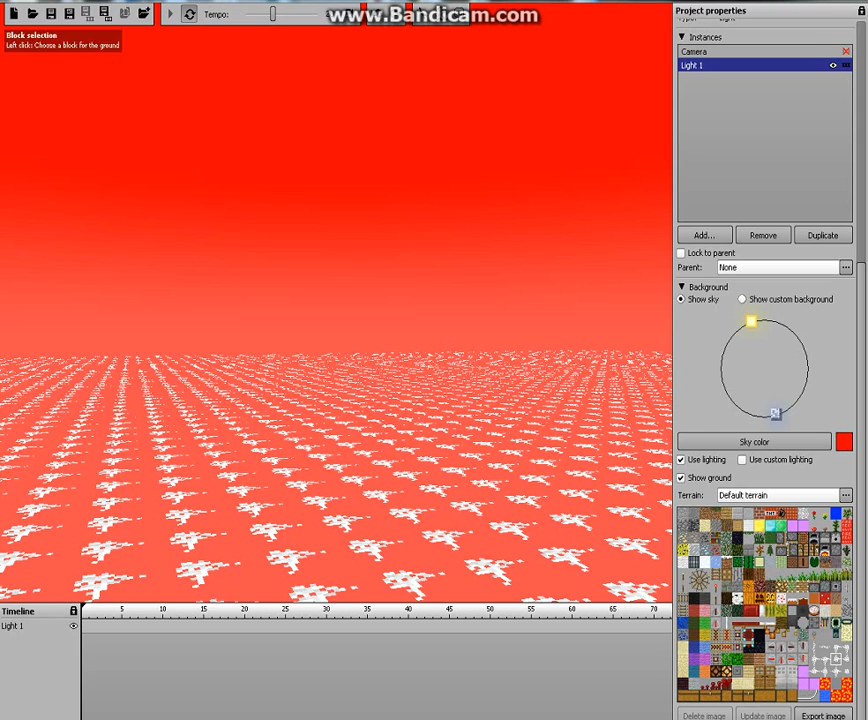 Tempo:
www.Bandicam.com
Project properties
Block selection
Left click: Choose a block for the ground
Instances
Camera
Light 1
Add...
Remove
Duplicate
Lock to parent
Parent:
None
Background
Show sky
Show custom background
Sky color
Use lighting
Use custom lighting
Show ground
Terrain:
Default terrain
Timeline
5
10
15
20
25
30
35
40
45
50
55
60
65
70
Light 1
Delete image
Update image
Export image